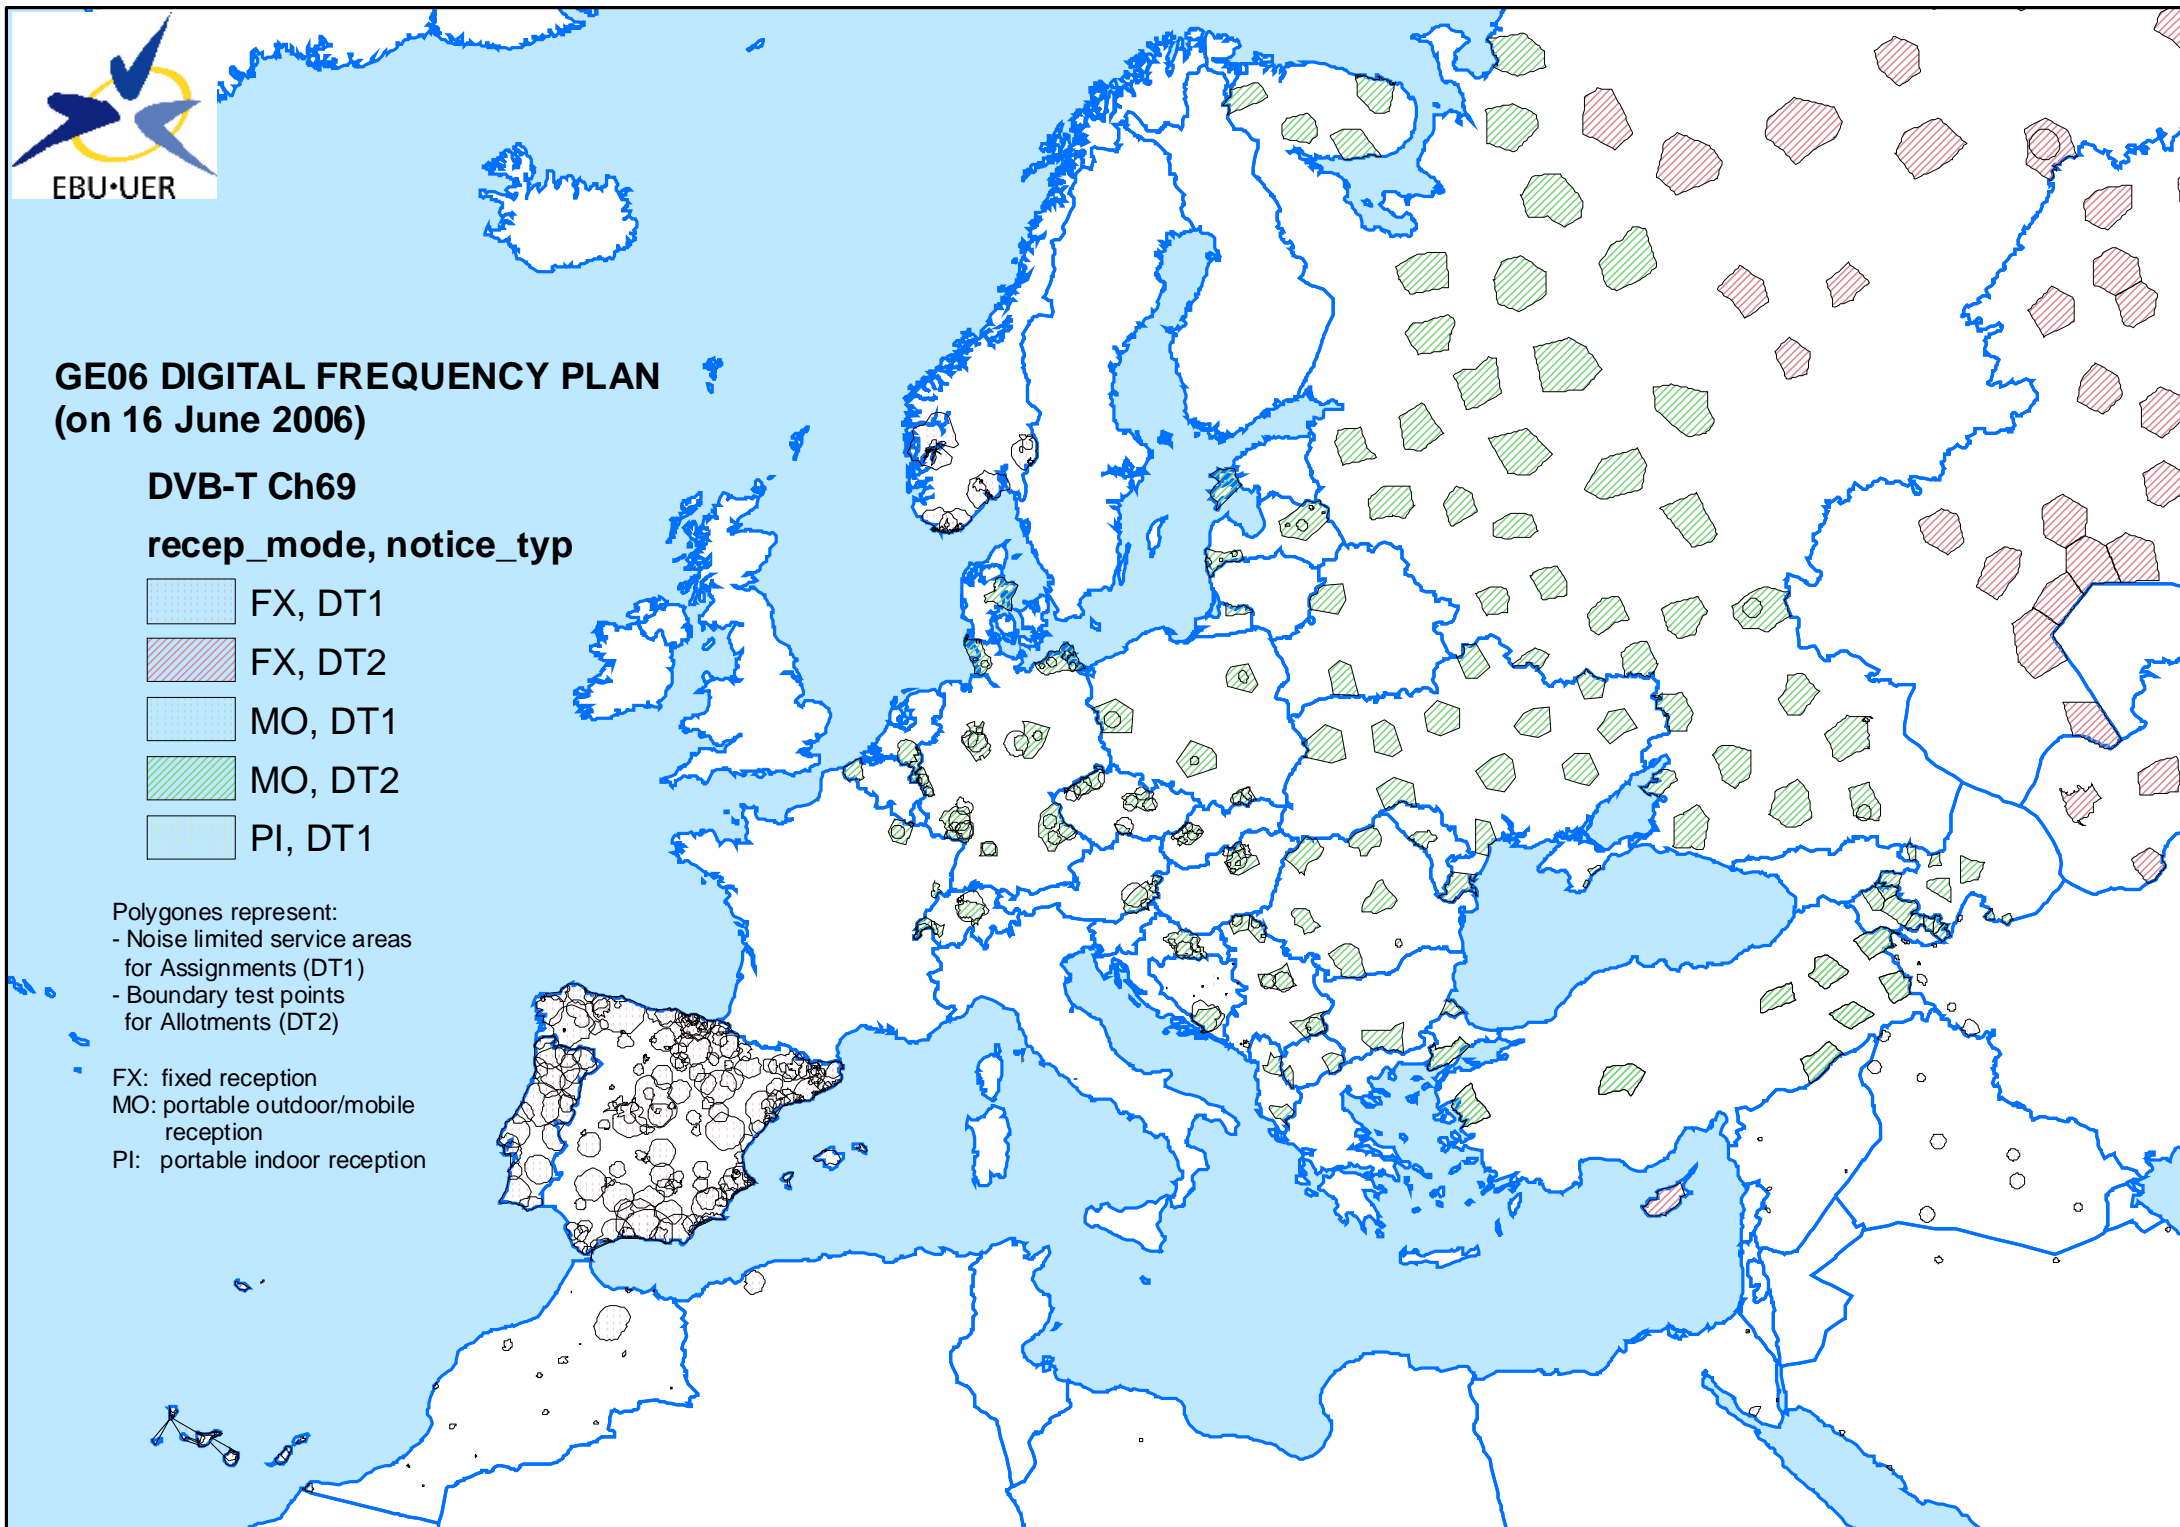 EBU•UER
GE06 DIGITAL FREQUENCY PLAN
(on 16 June 2006)
DVB-T Ch69
recep_mode, notice_typ
FX, DT1
FX, DT2
MO, DT1
MO, DT2
PI, DT1
Polygones represent:
- Noise limited service areas
for Assignments (DT1)
- Boundary test points
for Allotments (DT2)
FX: fixed reception
MO: portable outdoor/mobile
reception
PI: portable indoor reception